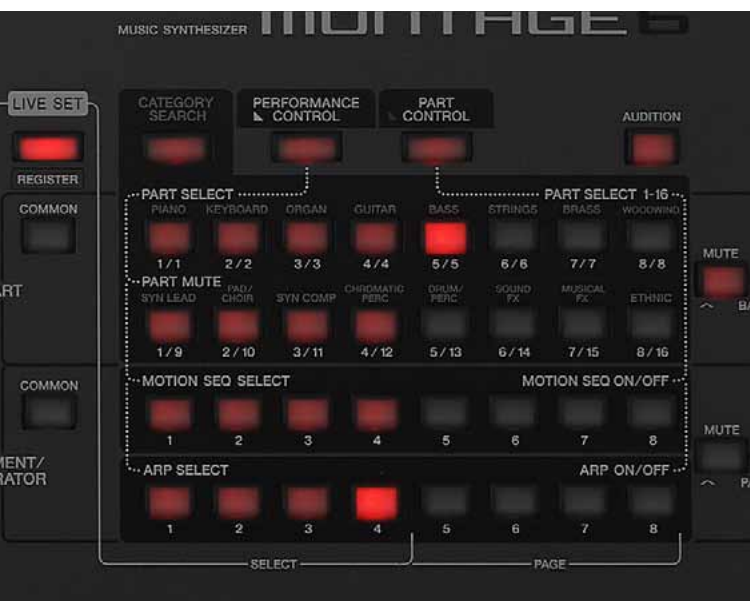 MUSIC SYNTHESIZER MONTAGE 6
LIVE SET
CATEGORY SEARCH
PERFORMANCE CONTROL
PART CONTROL
AUDITION
REGISTER
PART SELECT
PART SELECT 1-16
COMMON
PIANO KEYBOARD ORGAN GUITAR BASS STRINGS BRASS WOODWIND
1/1 2/2 3/3 4/4 5/5 6/6 7/7 8/8
MUTE
PART MUTE
SYN LEAD PAD/CHOIR SYN COMP CHROMATIC PERC DRUM/PERC SOUND FX MUSICAL FX ETHNIC
1/9 2/10 3/11 4/12 5/13 6/14 7/15 8/16
COMMON
MOTION SEQ SELECT
MOTION SEQ ON/OFF
1 2 3 4 5 6 7 8
MUTE
ARP SELECT
ARP ON/OFF
1 2 3 4 5 6 7 8
SELECT
PAGE